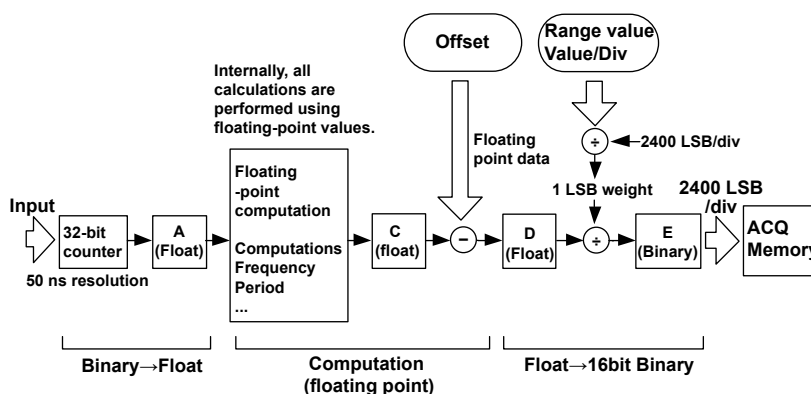 Offset
Range value
Value/Div
Internally, all
calculations are
performed using
floating-point values.
Floating
point data
÷
2400 LSB/div
1 LSB weight
2400 LSB
/div
Input
32-bit
counter
50 ns resolution
A
(Float)
Floating
-point
computation
Computations
Frequency
Period
...
C
(float)
−
D
(Float)
÷
E
(Binary)
ACQ
Memory
Binary→Float
Computation
(floating point)
Float→16bit Binary